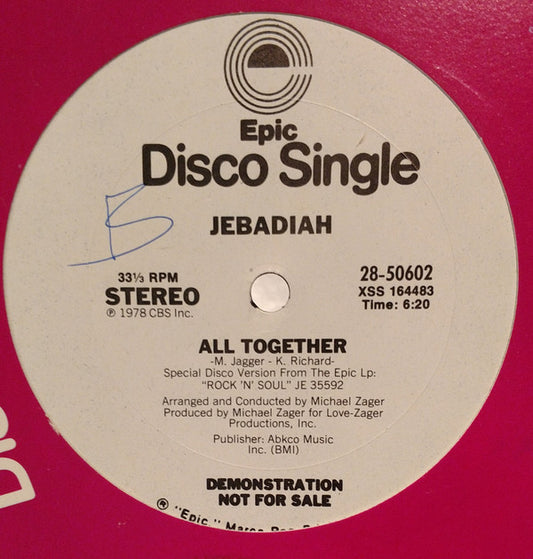 Epic
Disco Single
JEBADIAH
33⅓ RPM
STEREO
℗ 1978 CBS Inc.
28-50602
XSS 164483
Time: 6:20
ALL TOGETHER
-M. Jagger - K. Richard-
Special Disco Version From The Epic Lp:
"ROCK 'N' SOUL" JE 35592
Arranged and Conducted by Michael Zager
Produced by Michael Zager for Love-Zager
Productions, Inc.
Publisher: Abkco Music
Inc. (BMI)
DEMONSTRATION
NOT FOR SALE
® "Epic," Marca